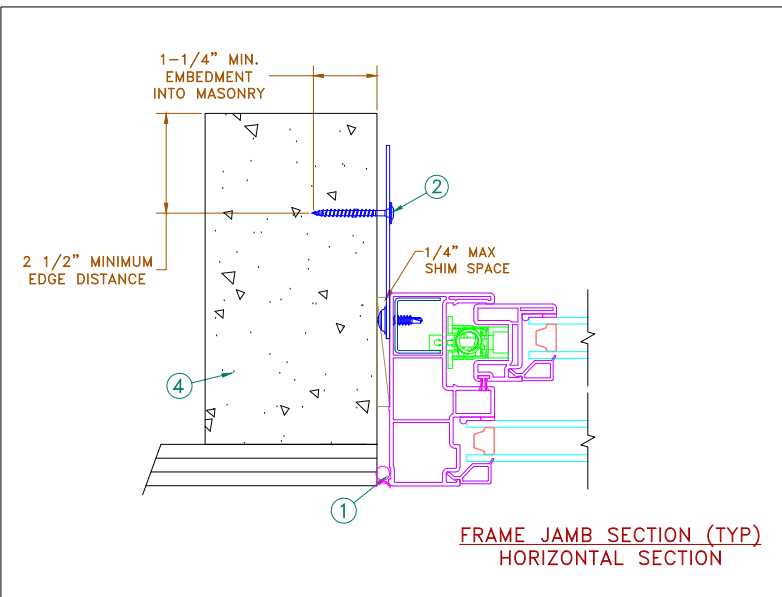 1-1/4" MIN.
EMBEDMENT
INTO MASONRY
2
2 1/2" MINIMUM
EDGE DISTANCE
1/4" MAX
SHIM SPACE
4
1
FRAME JAMB SECTION (TYP)
HORIZONTAL SECTION